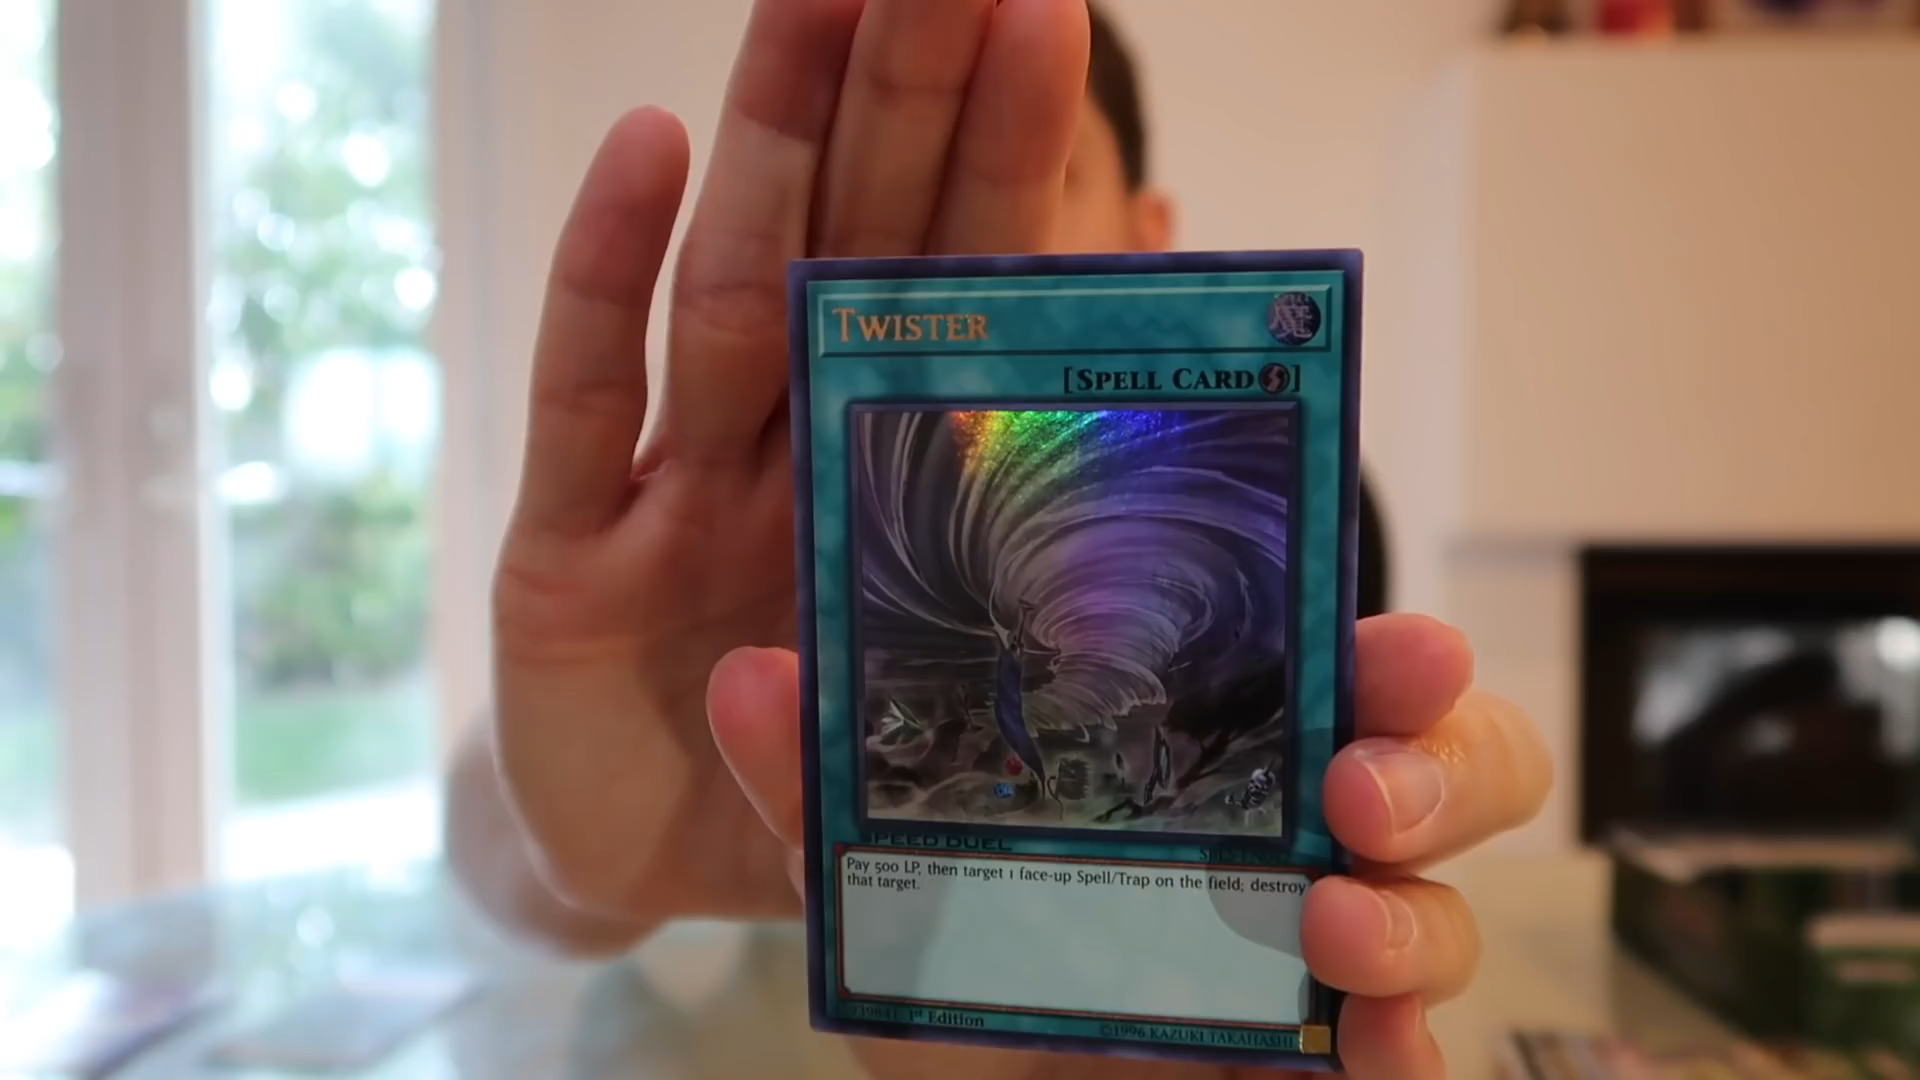 TWISTER
魔
[SPELL CARD]
SPEED DUEL
Pay 500 LP, then target 1 face-up Spell/Trap on the field; destroy
that target.
1st Edition
©1996 KAZUKI TAKAHASHI